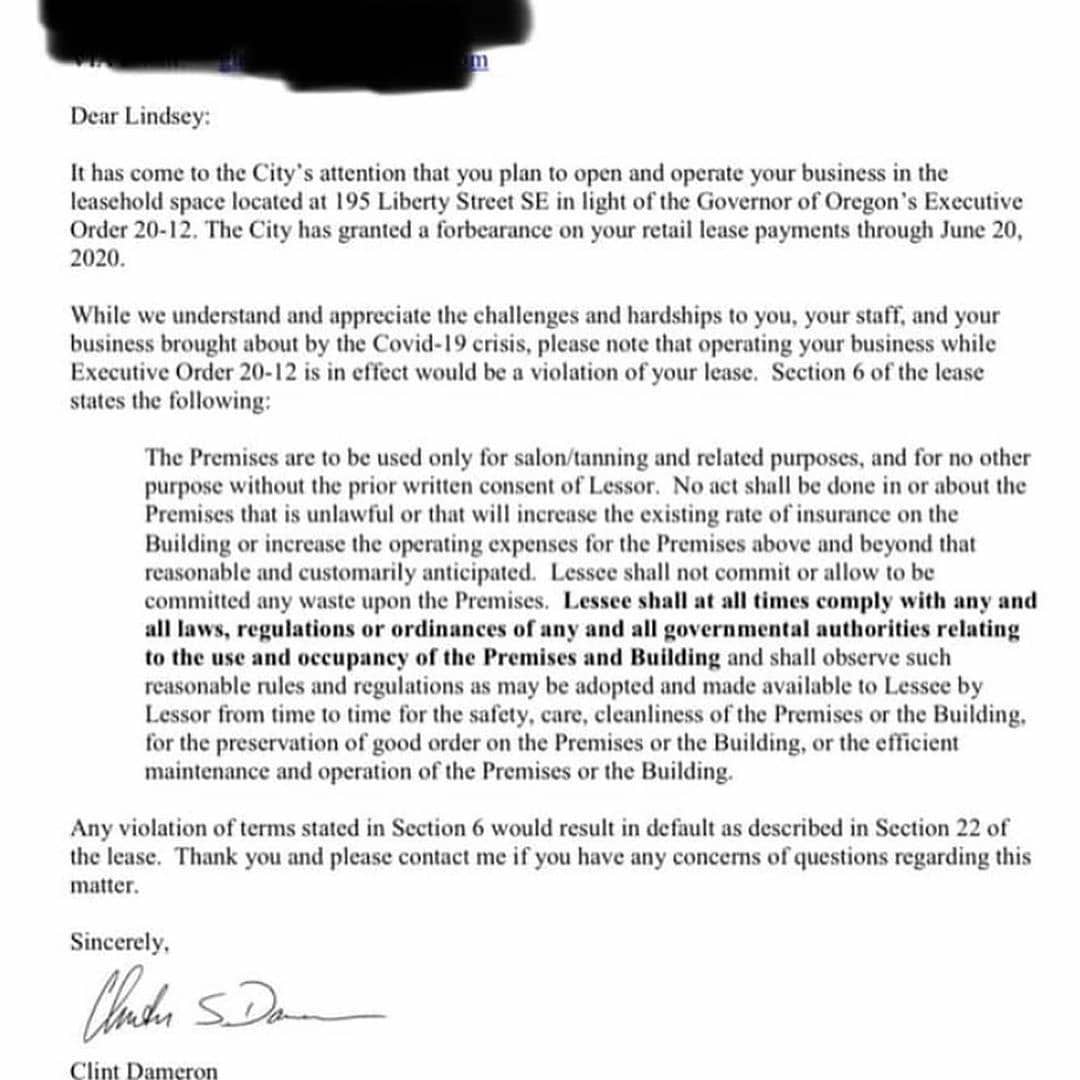 Dear Lindsey:
It has come to the City's attention that you plan to open and operate your business in the
leasehold space located at 195 Liberty Street SE in light of the Governor of Oregon's Executive
Order 20-12. The City has granted a forbearance on your retail lease payments through June 20,
2020.
While we understand and appreciate the challenges and hardships to you, your staff, and your
business brought about by the Covid-19 crisis, please note that operating your business while
Executive Order 20-12 is in effect would be a violation of your lease. Section 6 of the lease
states the following:
The Premises are to be used only for salon/tanning and related purposes, and for no other
purpose without the prior written consent of Lessor. No act shall be done in or about the
Premises that is unlawful or that will increase the existing rate of insurance on the
Building or increase the operating expenses for the Premises above and beyond that
reasonable and customarily anticipated. Lessee shall not commit or allow to be
committed any waste upon the Premises. Lessee shall at all times comply with any and
all laws, regulations or ordinances of any and all governmental authorities relating
to the use and occupancy of the Premises and Building and shall observe such
reasonable rules and regulations as may be adopted and made available to Lessee by
Lessor from time to time for the safety, care, cleanliness of the Premises or the Building,
for the preservation of good order on the Premises or the Building, or the efficient
maintenance and operation of the Premises or the Building.
Any violation of terms stated in Section 6 would result in default as described in Section 22 of
the lease. Thank you and please contact me if you have any concerns of questions regarding this
matter.
Sincerely,
Clint Dameron